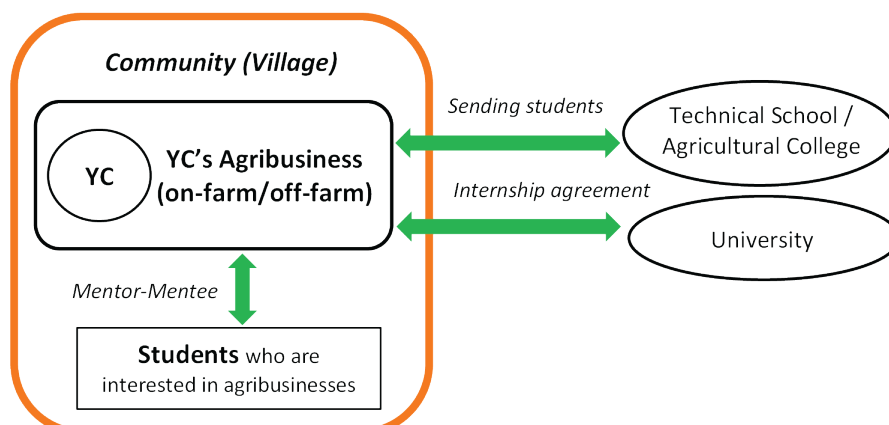 Community (Village)
YC
YC’s Agribusiness
(on-farm/off-farm)
Mentor-Mentee
Students who are
interested in agribusinesses
Sending students
Internship agreement
Technical School /
Agricultural College
University